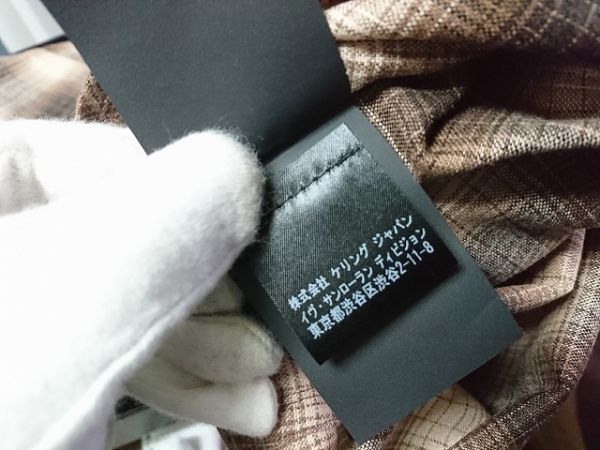 株式会社 ケリング ジャパン
イヴ・サンローラン ディビジョン
東京都渋谷区渋谷2-11-8